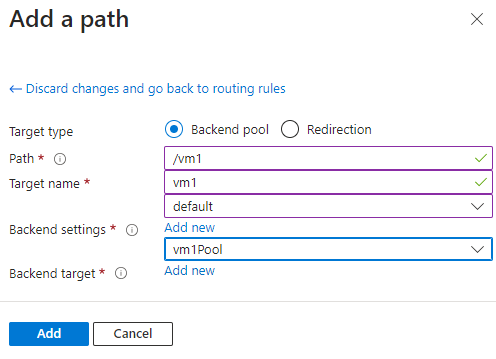 Add a path
← Discard changes and go back to routing rules
Target type Backend pool Redirection
Path * /vm1
Target name * vm1
default
Backend settings * Add new
vm1Pool
Backend target * Add new
Add Cancel